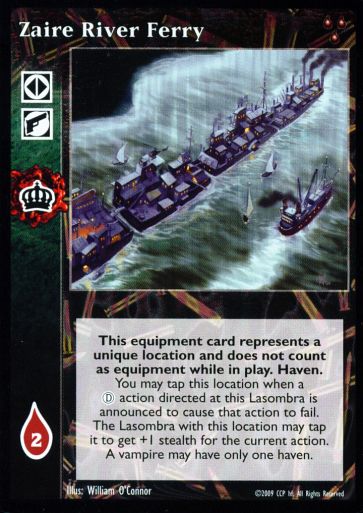 Zaire River Ferry
This equipment card represents a
unique location and does not count
as equipment while in play. Haven.
You may tap this location when a
Ⓓ action directed at this Lasombra is
announced to cause that action to fail.
The Lasombra with this location may tap
it to get +1 stealth for the current action.
A vampire may have only one haven.
2
Illus: William O'Connor
©2009 CCP hf. All Rights Reserved